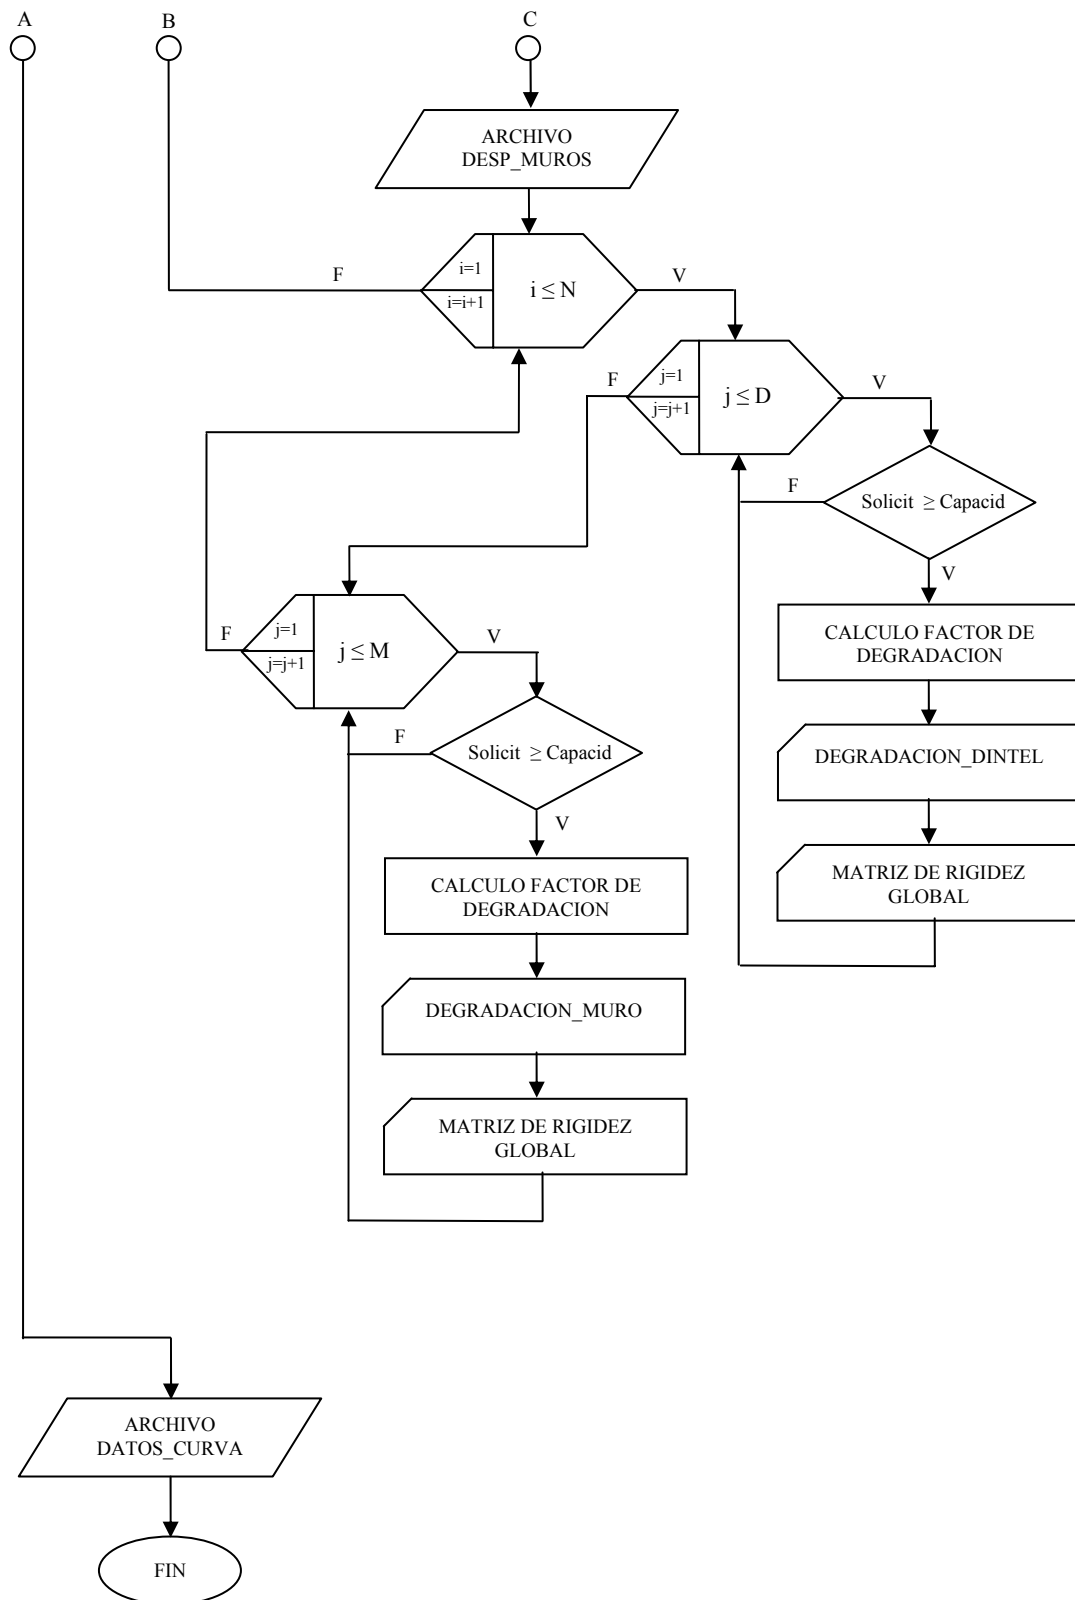 A
B
C
ARCHIVO
DESP_MUROS
F
i=1
i=i+1
i ≤ N
V
F
j=1
j=j+1
j ≤ D
V
F
Solicit ≥ Capacid
V
CALCULO FACTOR DE
DEGRADACION
DEGRADACION_DINTEL
MATRIZ DE RIGIDEZ
GLOBAL
F
j=1
j=j+1
j ≤ M
V
F
Solicit ≥ Capacid
V
CALCULO FACTOR DE
DEGRADACION
DEGRADACION_MURO
MATRIZ DE RIGIDEZ
GLOBAL
ARCHIVO
DATOS_CURVA
FIN